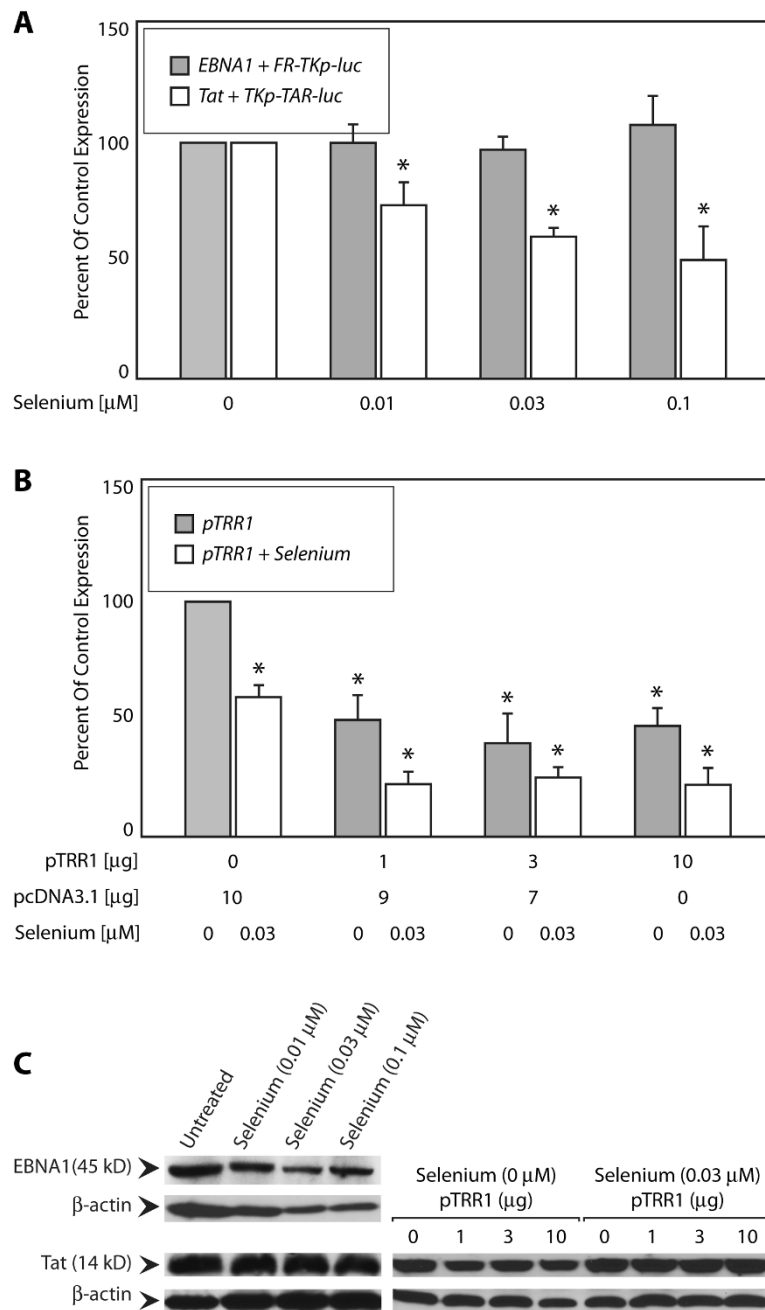 A
150
EBNA1 + FR-TKp-luc
Tat + TKp-TAR-luc
100
*
*
*
50
0
Percent Of Control Expression
Selenium [µM] 0 0.01 0.03 0.1
B
150
pTRR1
pTRR1 + Selenium
100
*
*
*
*
*
*
*
50
0
Percent Of Control Expression
pTRR1 [µg] 0 1 3 10
pcDNA3.1 [µg] 10 9 7 0
Selenium [µM] 0 0.03 0 0.03 0 0.03 0 0.03
C
Untreated
Selenium (0.01 µM)
Selenium (0.03 µM)
Selenium (0.1 µM)
EBNA1(45 kD)
β-actin
Selenium (0 µM) Selenium (0.03 µM)
pTRR1 (µg) pTRR1 (µg)
0 1 3 10 0 1 3 10
Tat (14 kD)
β-actin